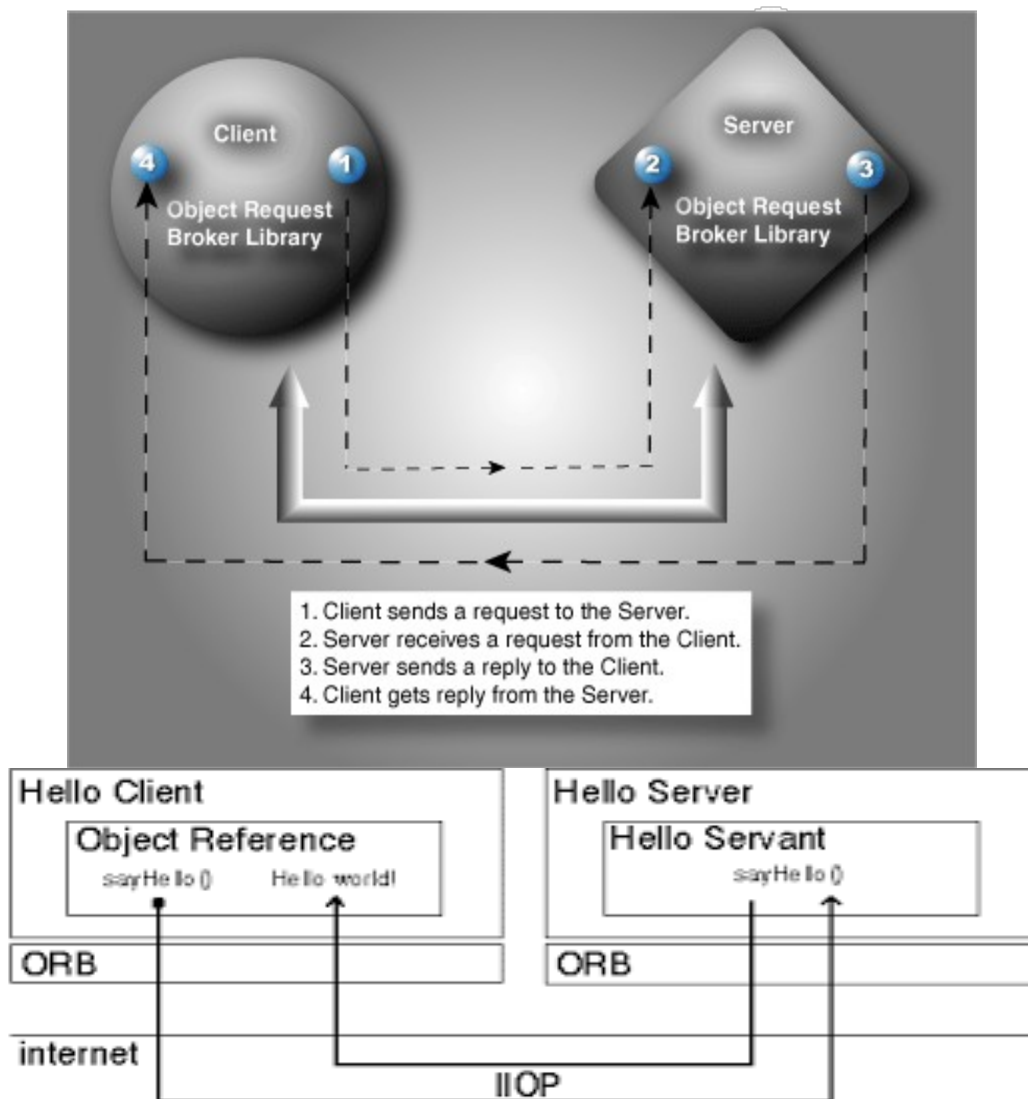 Client
4
1
Object Request
Broker Library
Server
2
3
Object Request
Broker Library
1. Client sends a request to the Server.
2. Server receives a request from the Client.
3. Server sends a reply to the Client.
4. Client gets reply from the Server.
Hello Client
Object Reference
sayHello()
Hello world!
ORB
Hello Server
Hello Servant
sayHello()
ORB
internet
IIOP